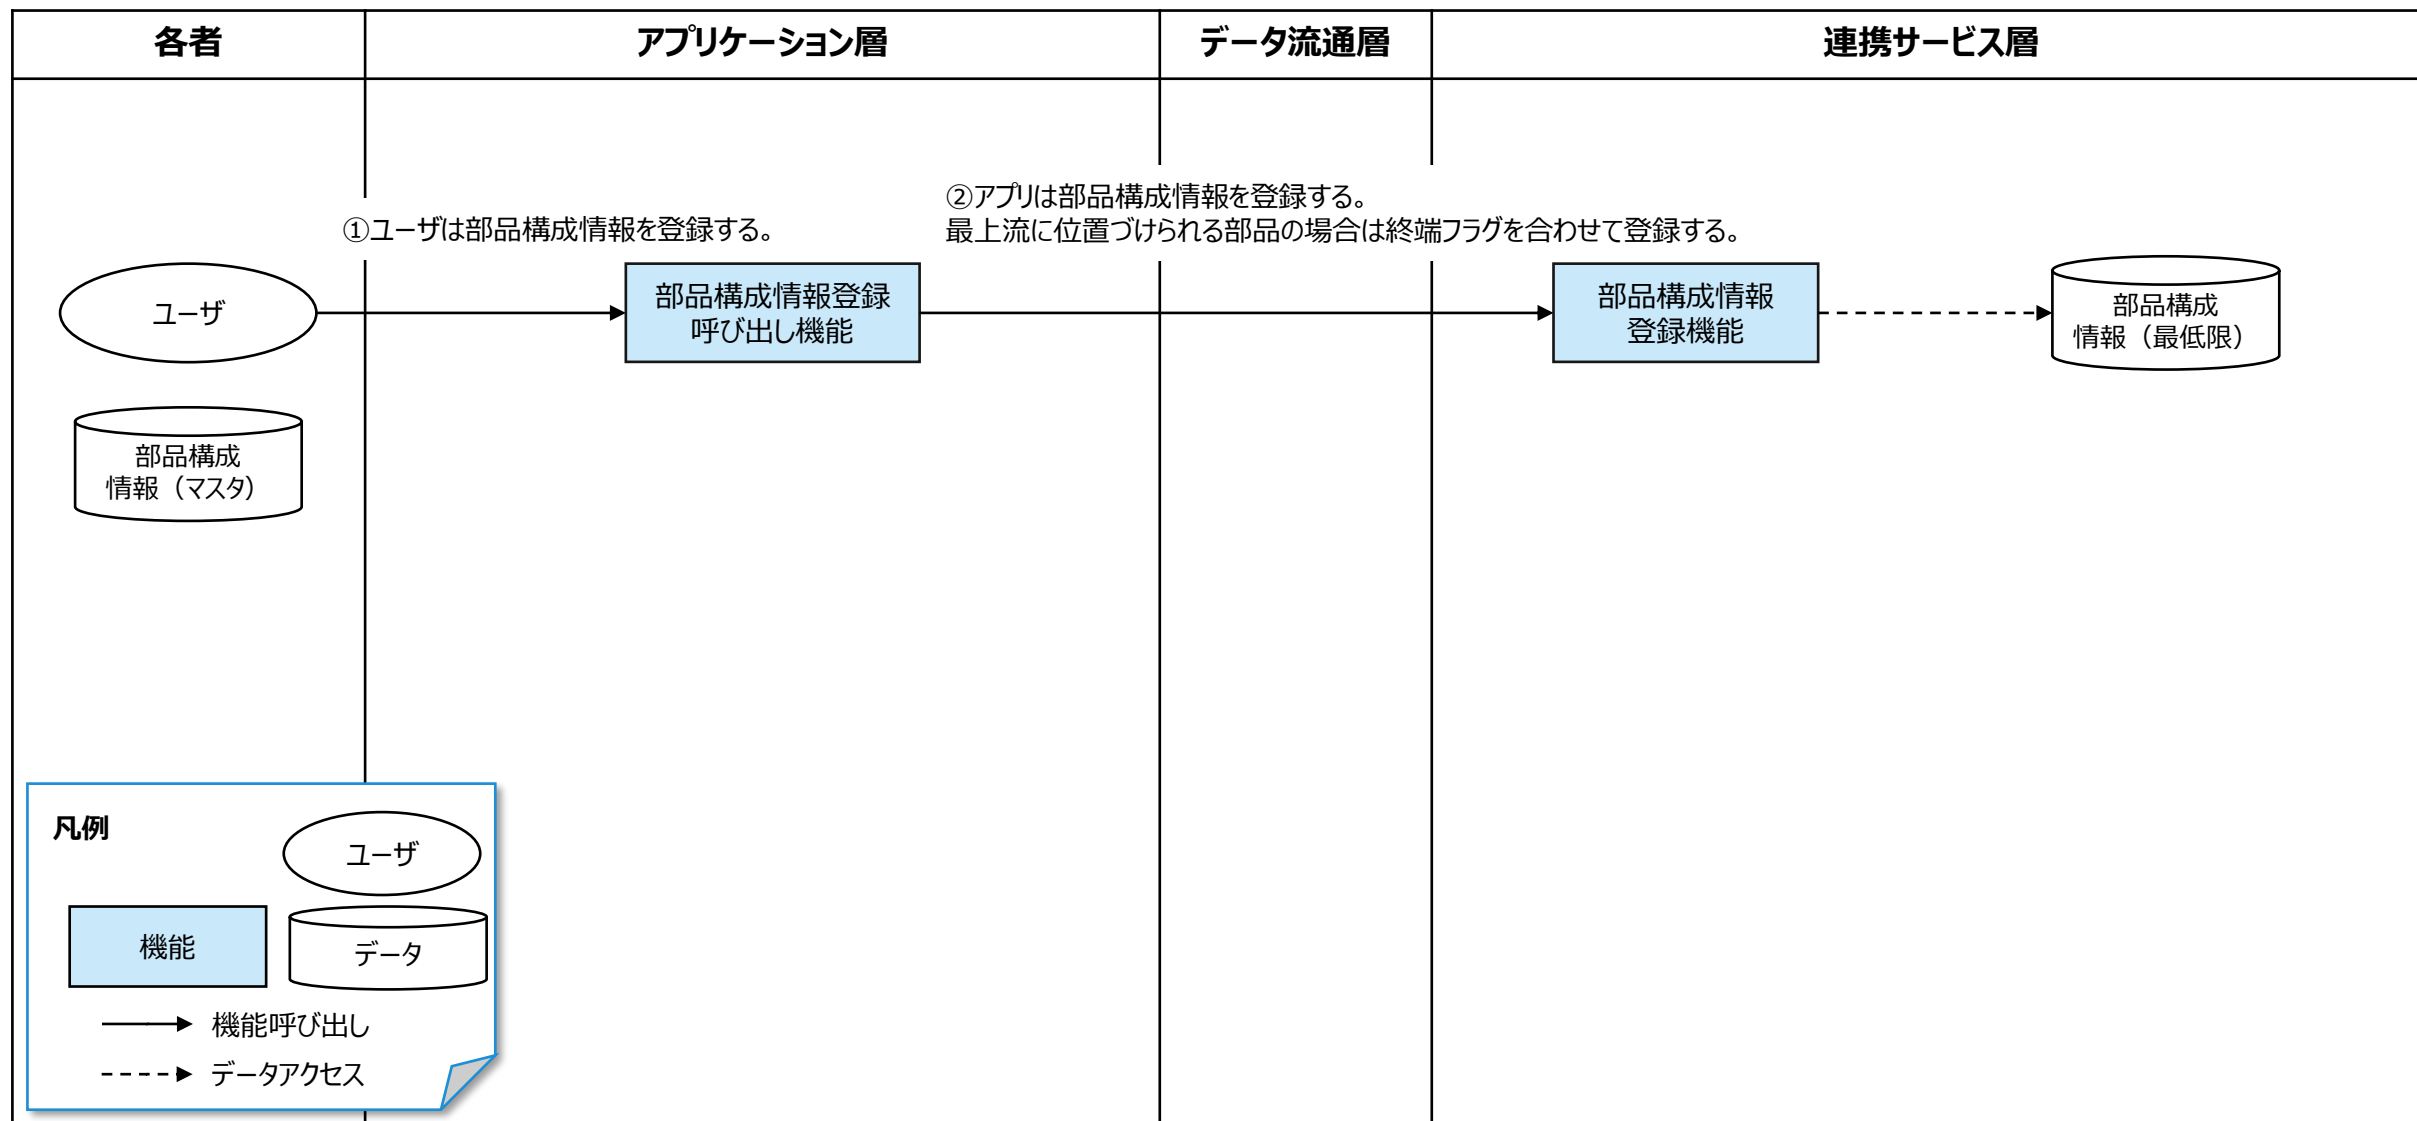 各者
アプリケーション層
データ流通層
連携サービス層
①ユーザは部品構成情報を登録する。
②アプリは部品構成情報を登録する。
最上流に位置づけられる部品の場合は終端フラグを合わせて登録する。
ユーザ
部品構成情報登録
呼び出し機能
部品構成情報
登録機能
部品構成
情報（最低限）
部品構成
情報（マスタ）
凡例
ユーザ
機能
データ
機能呼び出し
データアクセス